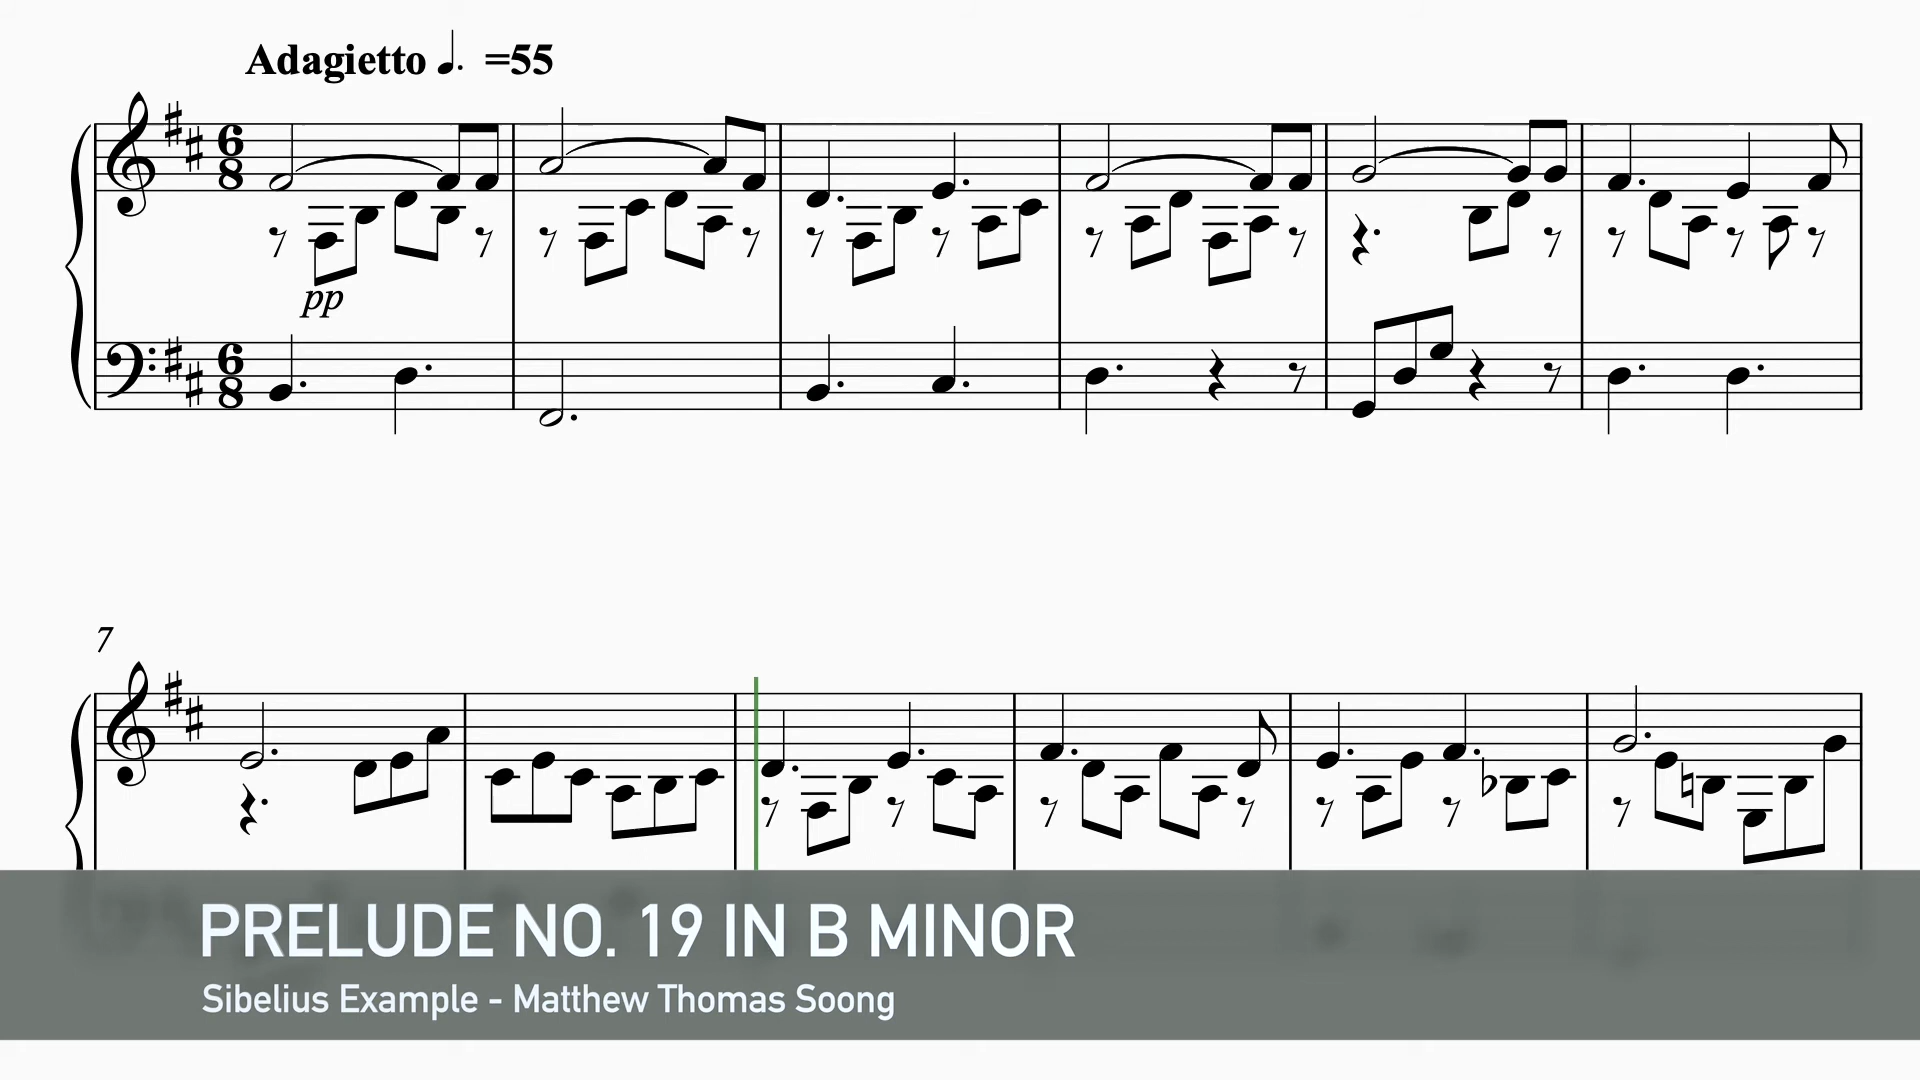 Adagietto ♩. =55
6
8
pp
6
8
7
PRELUDE NO. 19 IN B MINOR
Sibelius Example - Matthew Thomas Soong